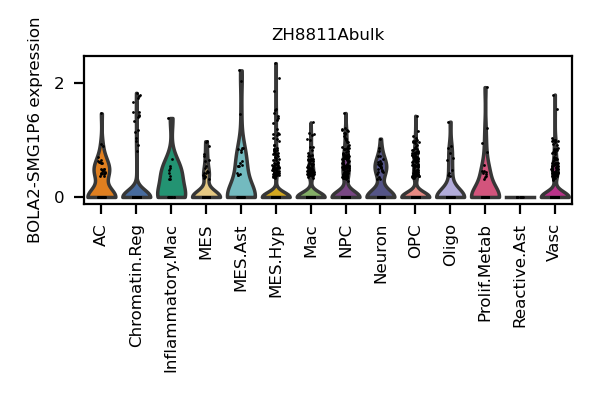 ZH8811Abulk
BOLA2-SMG1P6 expression
2
0
AC
Chromatin.Reg
Inflammatory.Mac
MES
MES.Ast
MES.Hyp
Mac
NPC
Neuron
OPC
Oligo
Prolif.Metab
Reactive.Ast
Vasc